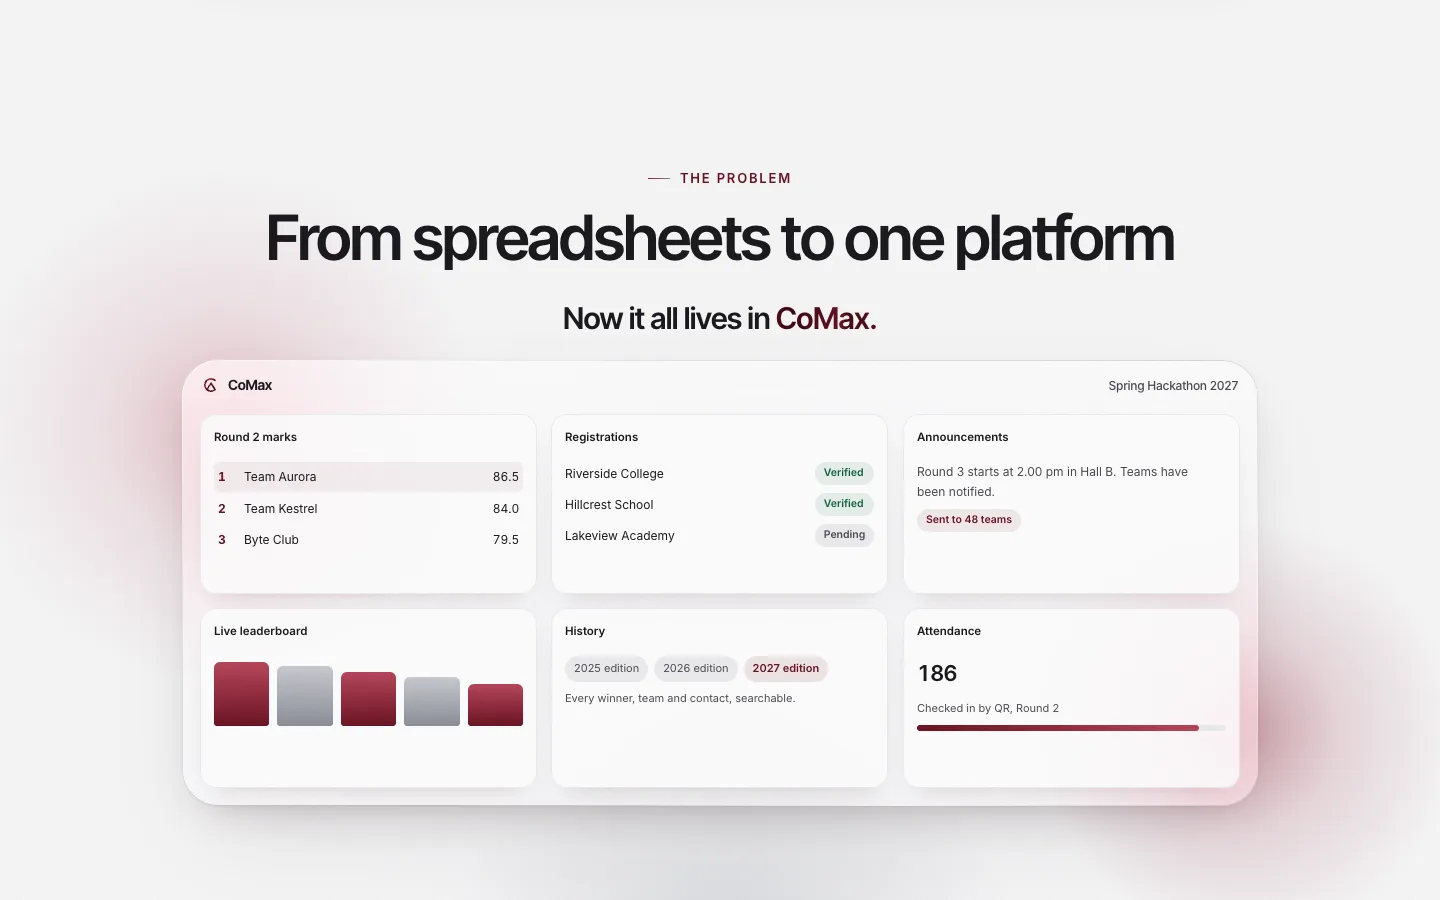 THE PROBLEM
From spreadsheets to one platform
Now it all lives in CoMax.
CoMax
Spring Hackathon 2027
Round 2 marks
1 Team Aurora 86.5
2 Team Kestrel 84.0
3 Byte Club 79.5
Registrations
Riverside College Verified
Hillcrest School Verified
Lakeview Academy Pending
Announcements
Round 3 starts at 2.00 pm in Hall B. Teams have
been notified.
Sent to 48 teams
Live leaderboard
History
2025 edition 2026 edition 2027 edition
Every winner, team and contact, searchable.
Attendance
186
Checked in by QR, Round 2